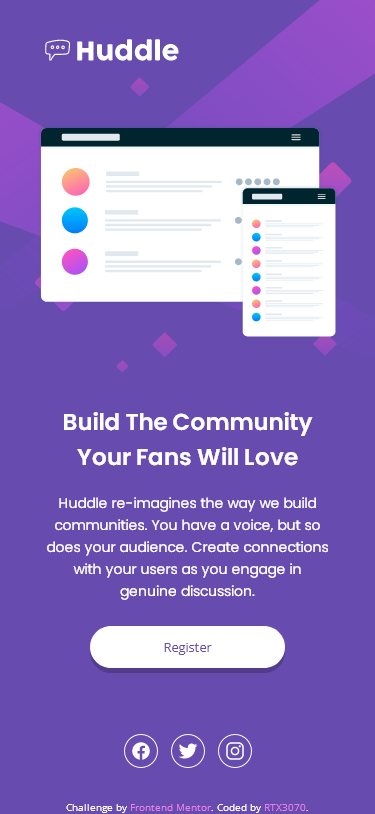 Huddle
Build The Community
Your Fans Will Love
Huddle re-imagines the way we build
communities. You have a voice, but so
does your audience. Create connections
with your users as you engage in
genuine discussion.
Register
Challenge by Frontend Mentor. Coded by RTX3070.